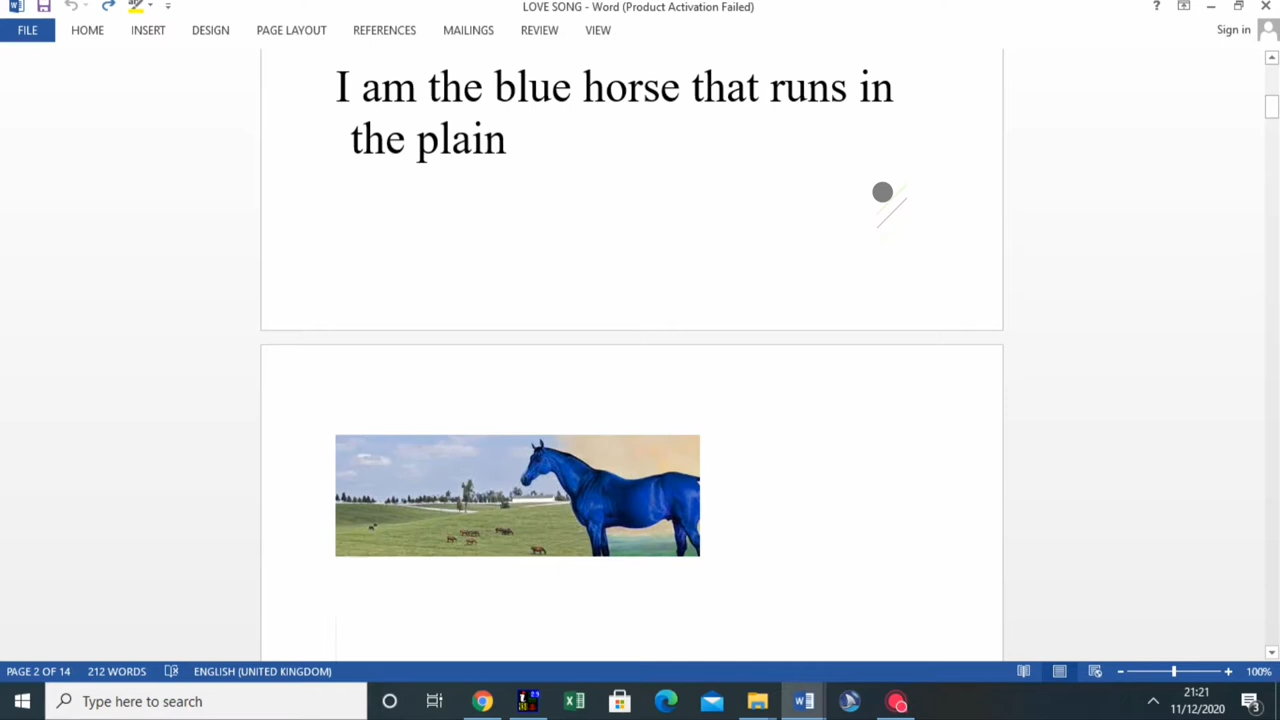 LOVE SONG - Word (Product Activation Failed)
?
FILE HOME INSERT DESIGN PAGE LAYOUT REFERENCES MAILINGS REVIEW VIEW Sign in
I am the blue horse that runs in
the plain
PAGE 2 OF 14 212 WORDS ENGLISH (UNITED KINGDOM) - + 100%
Type here to search
21:21
11/12/2020
3